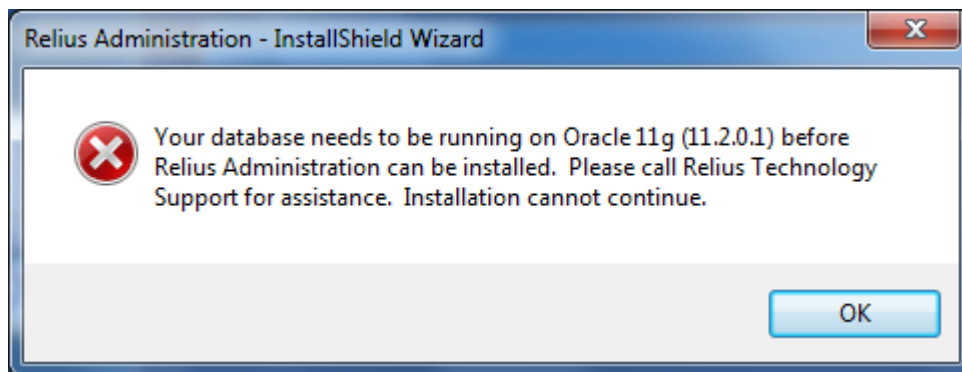 Relius Administration - InstallShield Wizard
Your database needs to be running on Oracle 11g (11.2.0.1) before
Relius Administration can be installed.  Please call Relius Technology
Support for assistance.  Installation cannot continue.
OK